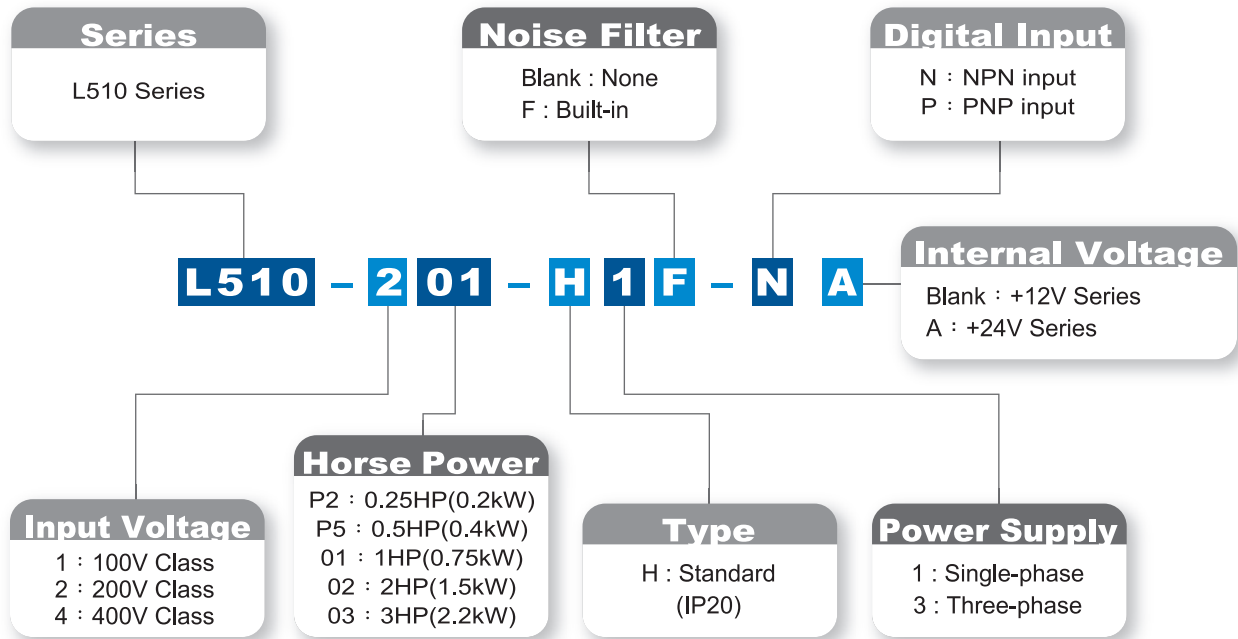 Series
L510 Series
Noise Filter
Blank : None
F : Built-in
Digital Input
N : NPN input
P : PNP input
L510 – 2 01 – H 1 F – N A
Internal Voltage
Blank : +12V Series
A : +24V Series
Input Voltage
1 : 100V Class
2 : 200V Class
4 : 400V Class
Horse Power
P2 : 0.25HP(0.2kW)
P5 : 0.5HP(0.4kW)
01 : 1HP(0.75kW)
02 : 2HP(1.5kW)
03 : 3HP(2.2kW)
Type
H : Standard
(IP20)
Power Supply
1 : Single-phase
3 : Three-phase